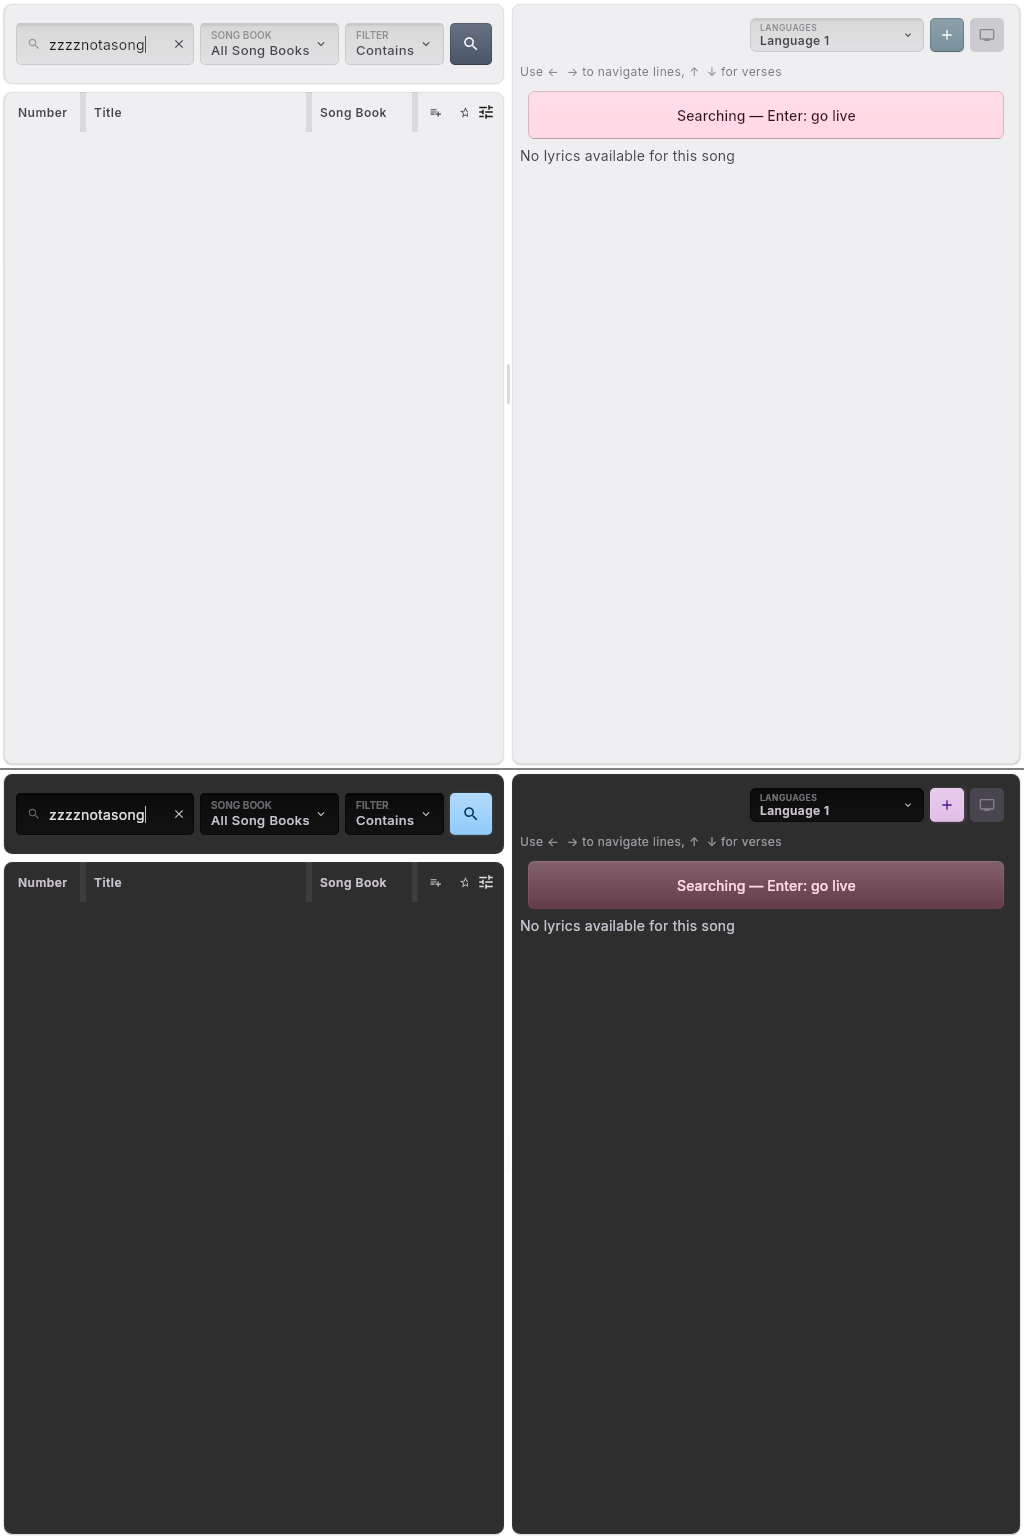 zzzznotasong
SONG BOOK
All Song Books
FILTER
Contains
Number Title Song Book
LANGUAGES
Language 1
Use ← → to navigate lines, ↑ ↓ for verses
Searching — Enter: go live
No lyrics available for this song
zzzznotasong
SONG BOOK
All Song Books
FILTER
Contains
Number Title Song Book
LANGUAGES
Language 1
Use ← → to navigate lines, ↑ ↓ for verses
Searching — Enter: go live
No lyrics available for this song